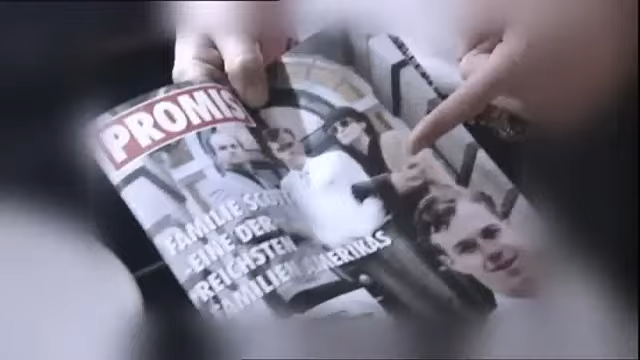 PROMIS
FAMILIE SCOTT
-EINE DER
REICHSTEN
FAMILIEN AMERIKAS